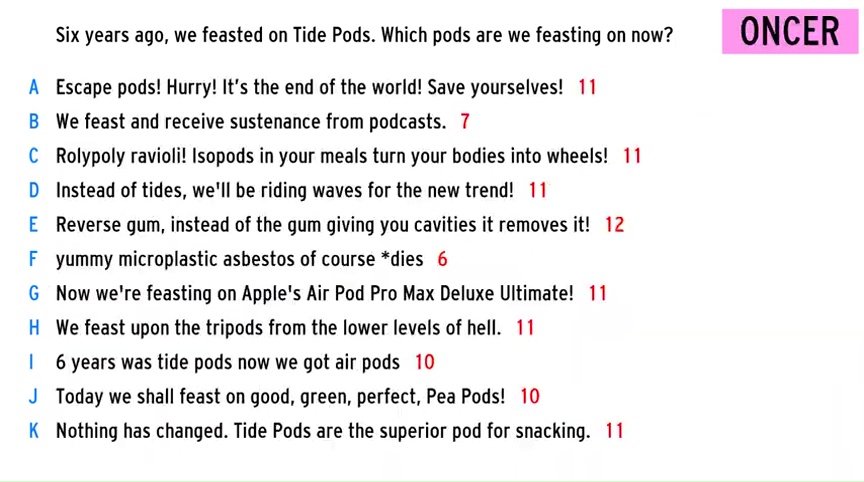 Six years ago, we feasted on Tide Pods. Which pods are we feasting on now?
ONCER
A Escape pods! Hurry! It's the end of the world! Save yourselves! 11
B We feast and receive sustenance from podcasts. 7
C Rolypoly ravioli! Isopods in your meals turn your bodies into wheels! 11
D Instead of tides, we'll be riding waves for the new trend! 11
E Reverse gum, instead of the gum giving you cavities it removes it! 12
F yummy microplastic asbestos of course *dies 6
G Now we're feasting on Apple's Air Pod Pro Max Deluxe Ultimate! 11
H We feast upon the tripods from the lower levels of hell. 11
I 6 years was tide pods now we got air pods 10
J Today we shall feast on good, green, perfect, Pea Pods! 10
K Nothing has changed. Tide Pods are the superior pod for snacking. 11